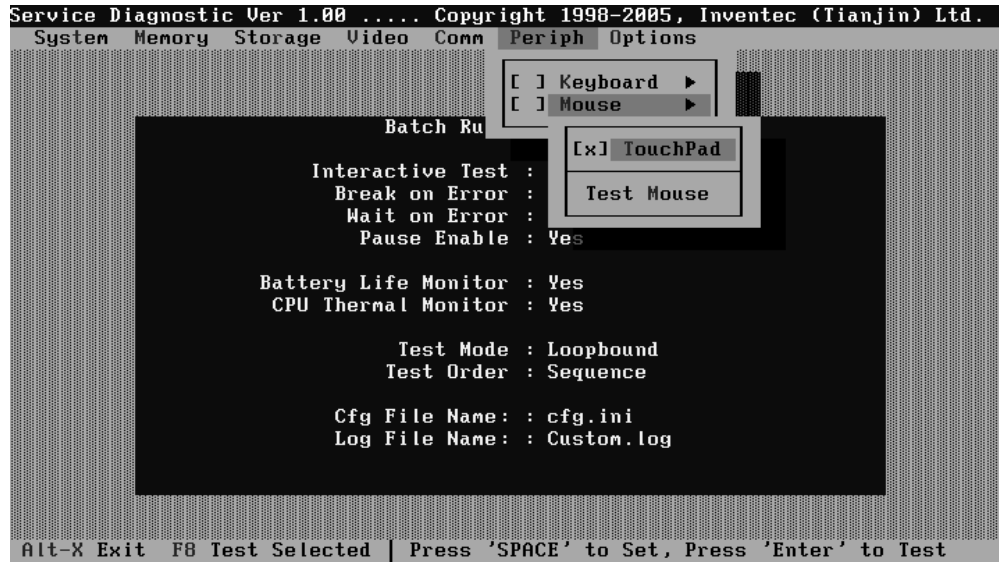 Service Diagnostic Ver 1.00 ..... Copyright 1998-2005, Inventec (Tianjin) Ltd.
System Memory Storage Video Comm Periph Options
[ ] Keyboard ►
[ ] Mouse ►
[x] TouchPad
Test Mouse
Batch Ru
Interactive Test :
Break on Error :
Wait on Error :
Pause Enable : Yes
Battery Life Monitor : Yes
CPU Thermal Monitor : Yes
Test Mode : Loopbound
Test Order : Sequence
Cfg File Name: : cfg.ini
Log File Name: : Custom.log
Alt-X Exit F8 Test Selected | Press 'SPACE' to Set, Press 'Enter' to Test